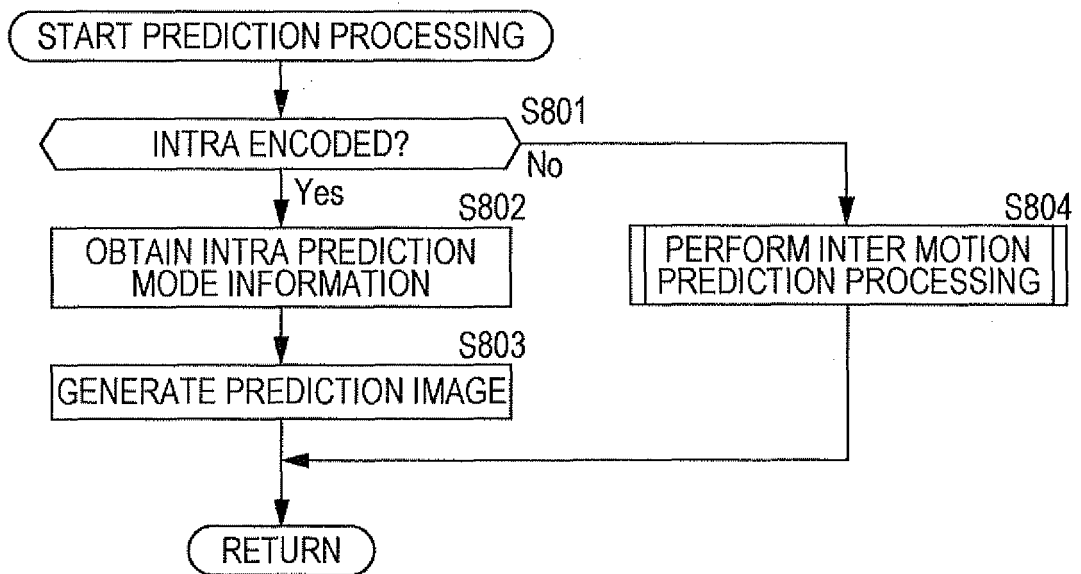 START PREDICTION PROCESSING
S801
INTRA ENCODED?
No
Yes
S802
OBTAIN INTRA PREDICTION
MODE INFORMATION
S804
PERFORM INTER MOTION
PREDICTION PROCESSING
S803
GENERATE PREDICTION IMAGE
RETURN